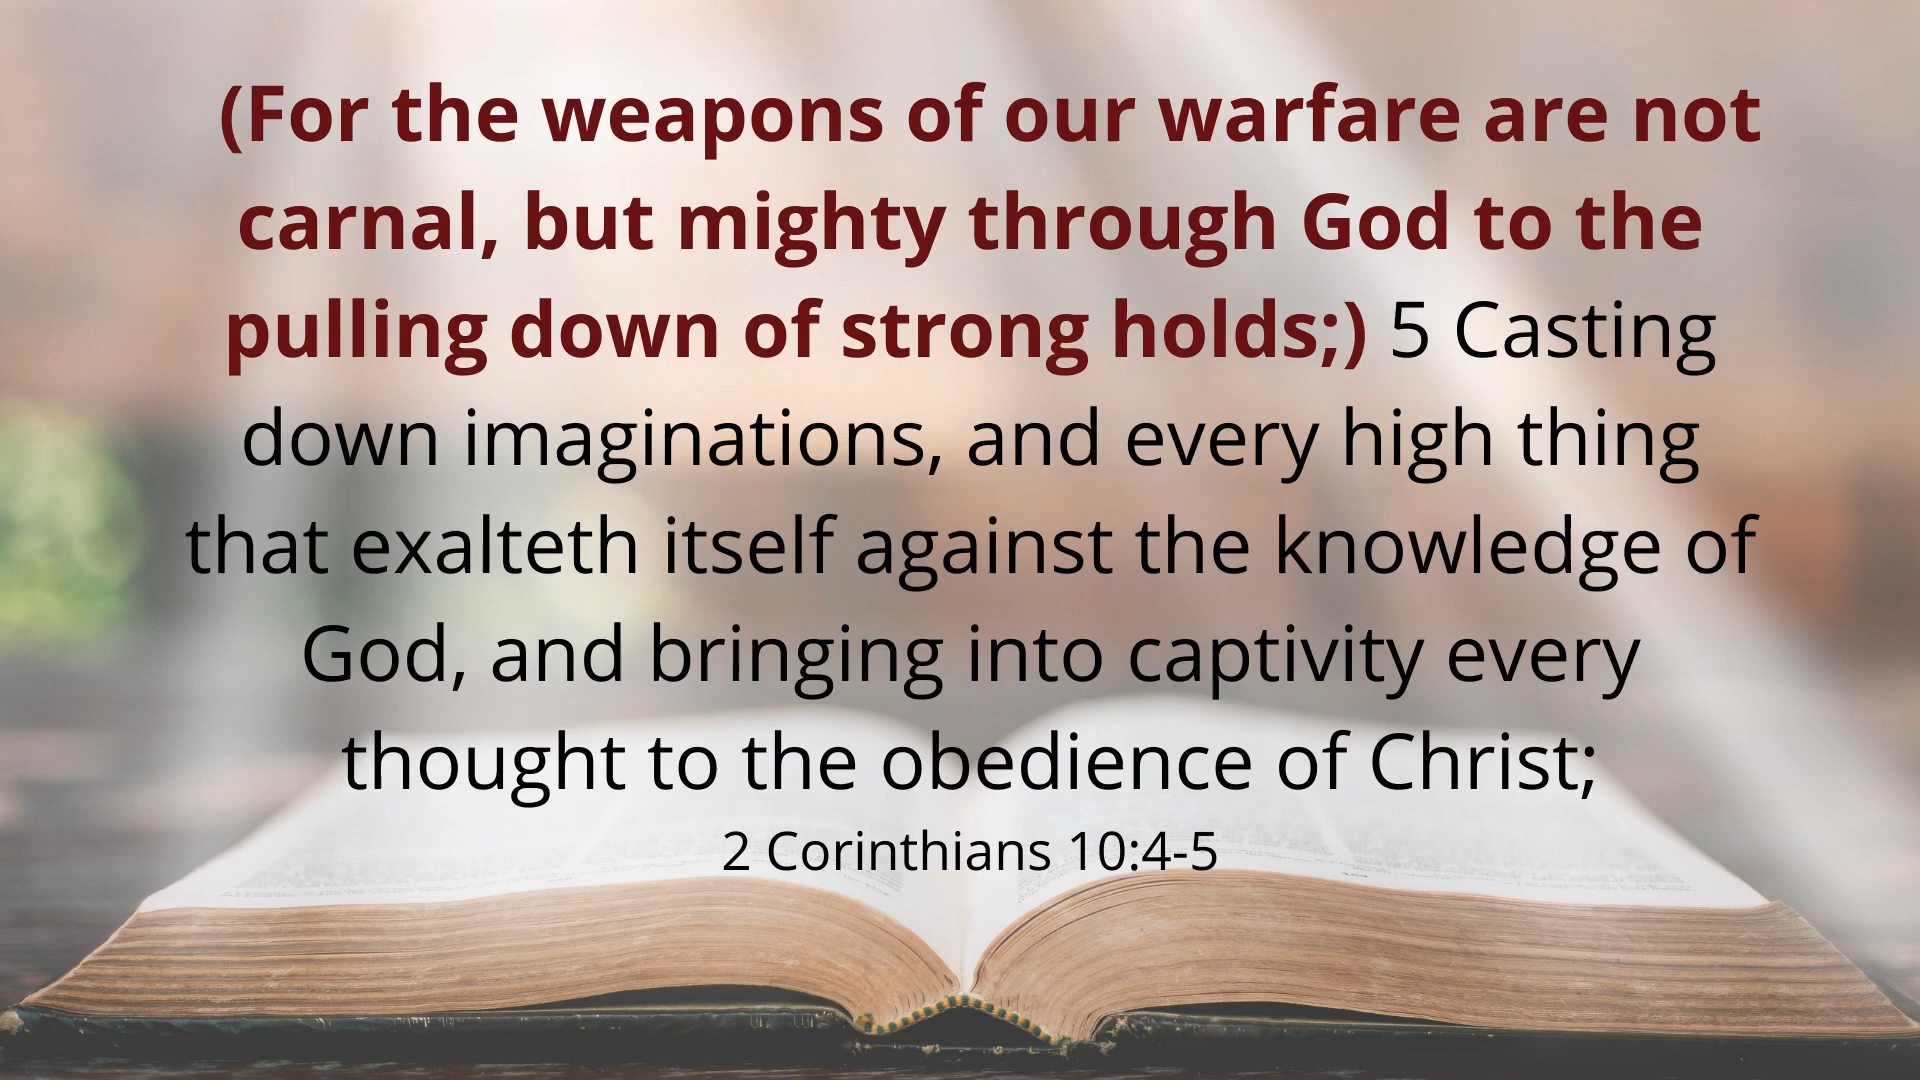 (For the weapons of our warfare are not
carnal, but mighty through God to the
pulling down of strong holds;) 5 Casting
down imaginations, and every high thing
that exalteth itself against the knowledge of
God, and bringing into captivity every
thought to the obedience of Christ;
2 Corinthians 10:4-5